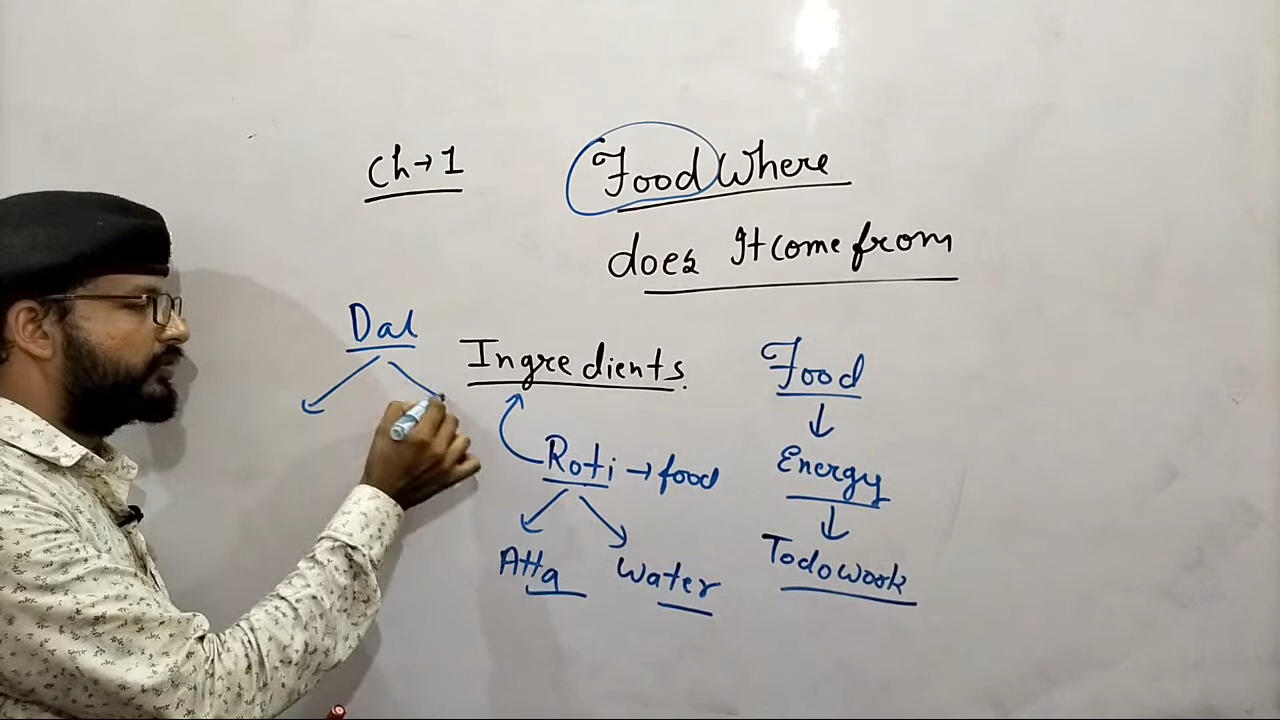 Ch→1
Food Where
does It come from
Dal
Ingredients.
Roti → food
Atta
Water
Food
↓
Energy
↓
To do work